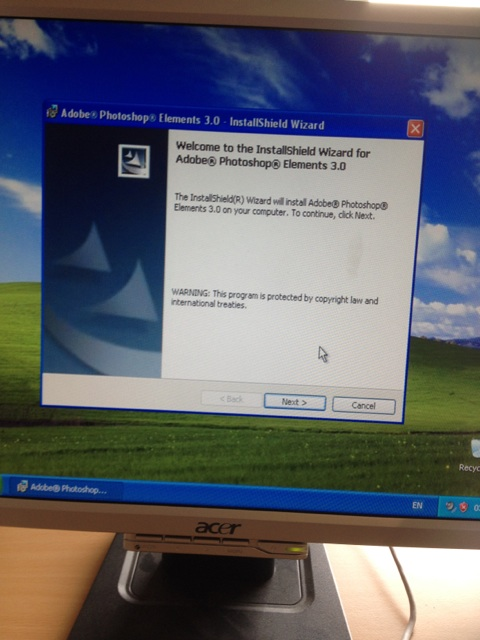 Adobe® Photoshop® Elements 3.0 - InstallShield Wizard
Welcome to the InstallShield Wizard for
Adobe® Photoshop® Elements 3.0
The InstallShield(R) Wizard will install Adobe® Photoshop®
Elements 3.0 on your computer. To continue, click Next.
WARNING: This program is protected by copyright law and
international treaties.
< Back
Next >
Cancel
Recyc
Adobe® Photoshop...
EN
acer